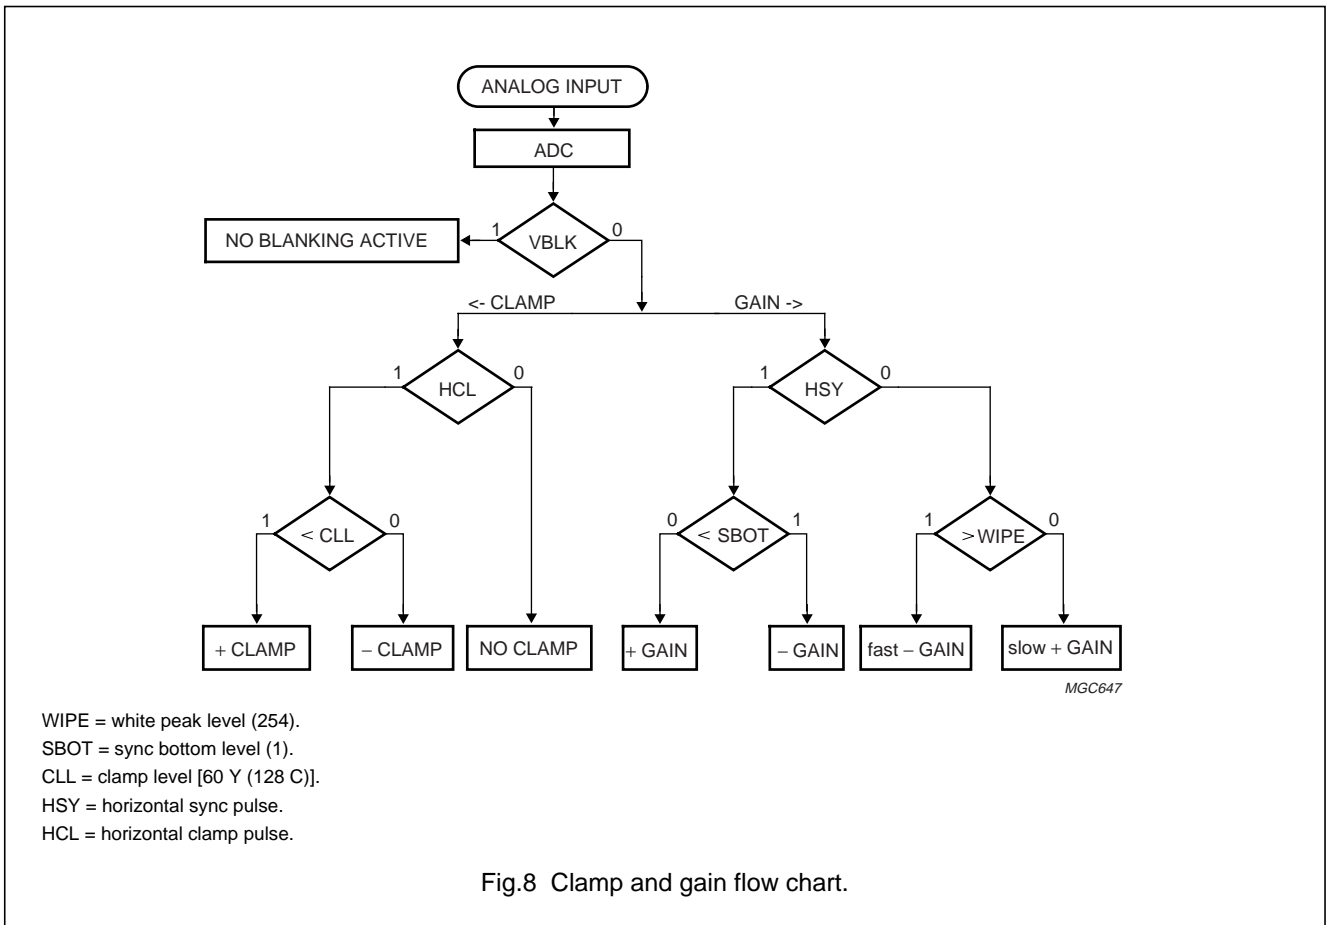 ANALOG INPUT
ADC
NO BLANKING ACTIVE
1
VBLK
0
<- CLAMP
GAIN ->
1
HCL
0
1
HSY
0
1
< CLL
0
0
< SBOT
1
1
> WIPE
0
+ CLAMP
− CLAMP
NO CLAMP
+ GAIN
− GAIN
fast − GAIN
slow + GAIN
MGC647
WIPE = white peak level (254).
SBOT = sync bottom level (1).
CLL = clamp level [60 Y (128 C)].
HSY = horizontal sync pulse.
HCL = horizontal clamp pulse.
Fig.8 Clamp and gain flow chart.